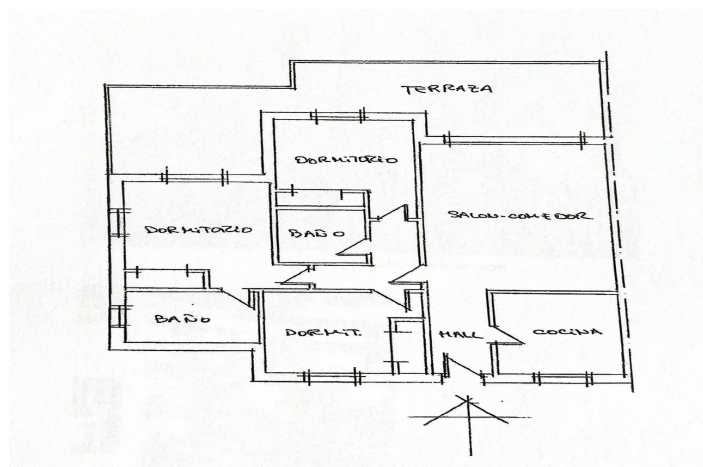 TERRAZA
DORMITORIO
SALON-COMEDOR
DORMITORIO
BAÑO
BAÑO
DORMIT.
HALL
COCINA